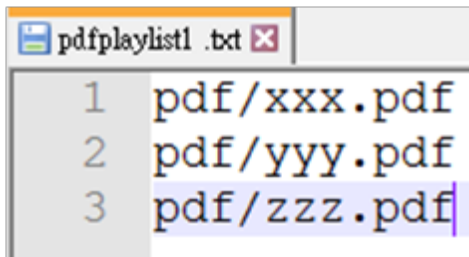 pdfplaylist1 .txt
1 pdf/xxx.pdf
2 pdf/yyy.pdf
3 pdf/zzz.pdf